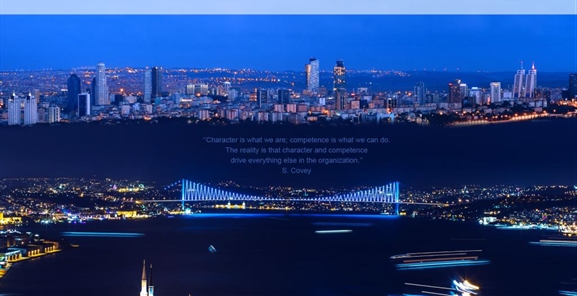 "Character is what we are; competence is what we can do.
The reality is that character and competence
drive everything else in the organization."
S. Covey